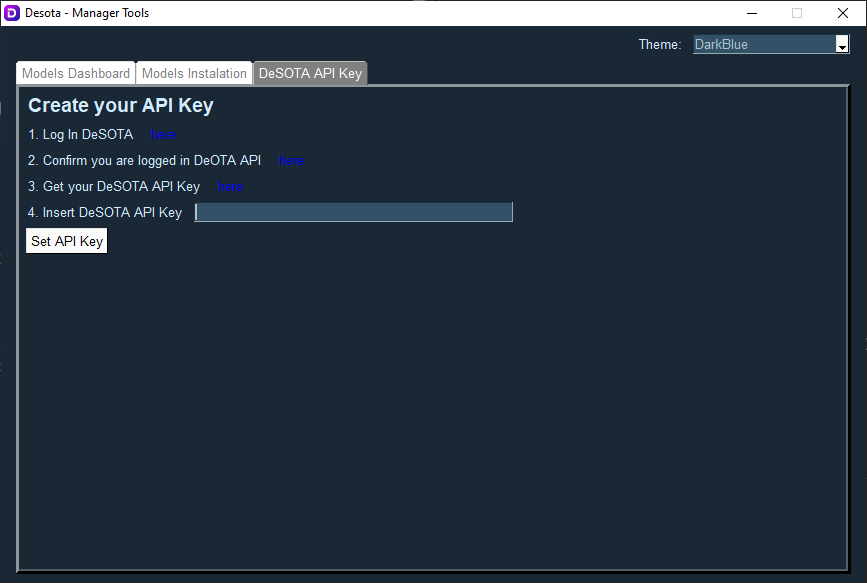 Desota - Manager Tools
Theme: DarkBlue
Models Dashboard Models Instalation DeSOTA API Key
Create your API Key
1. Log In DeSOTA here
2. Confirm you are logged in DeOTA API here
3. Get your DeSOTA API Key here
4. Insert DeSOTA API Key
Set API Key